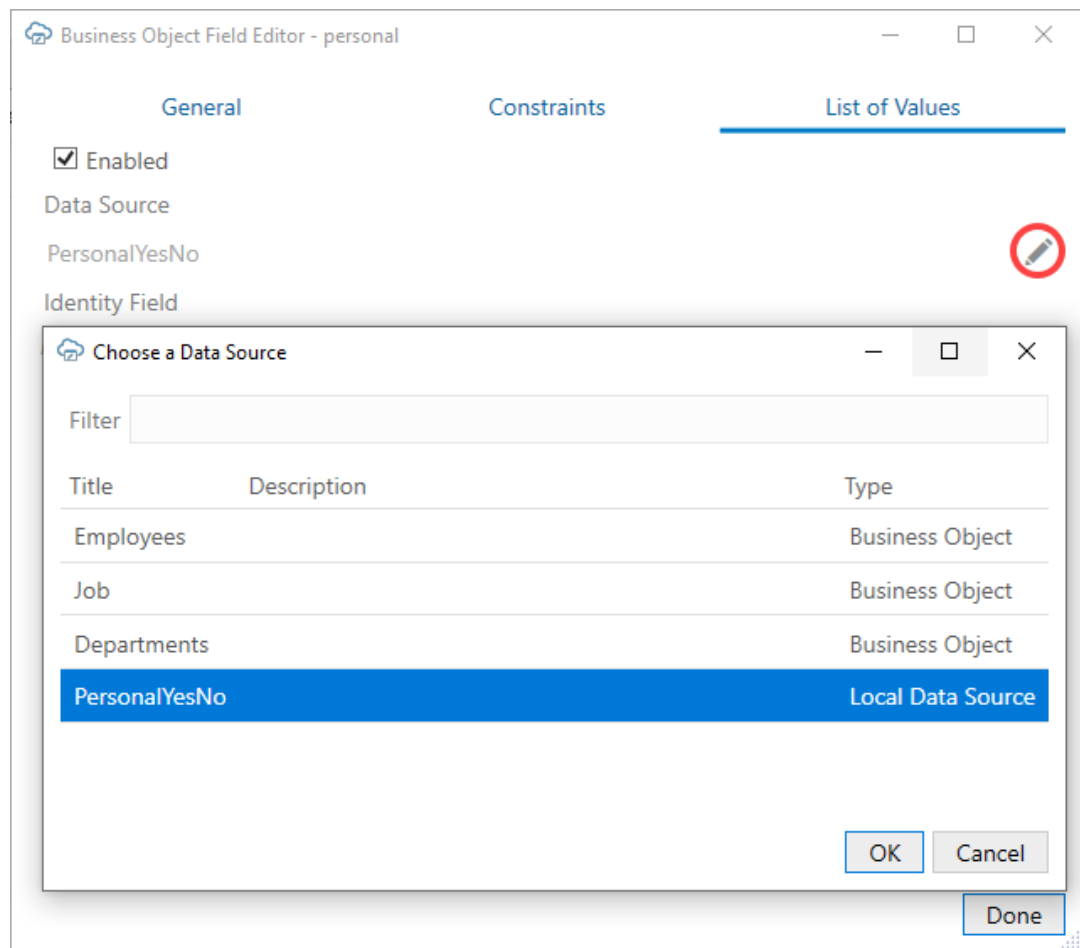 Business Object Field Editor - personal
General Constraints List of Values
Enabled
Data Source
PersonalYesNo
Identity Field
Choose a Data Source
Filter
Title Description Type
Employees Business Object
Job Business Object
Departments Business Object
PersonalYesNo Local Data Source
OK Cancel
Done